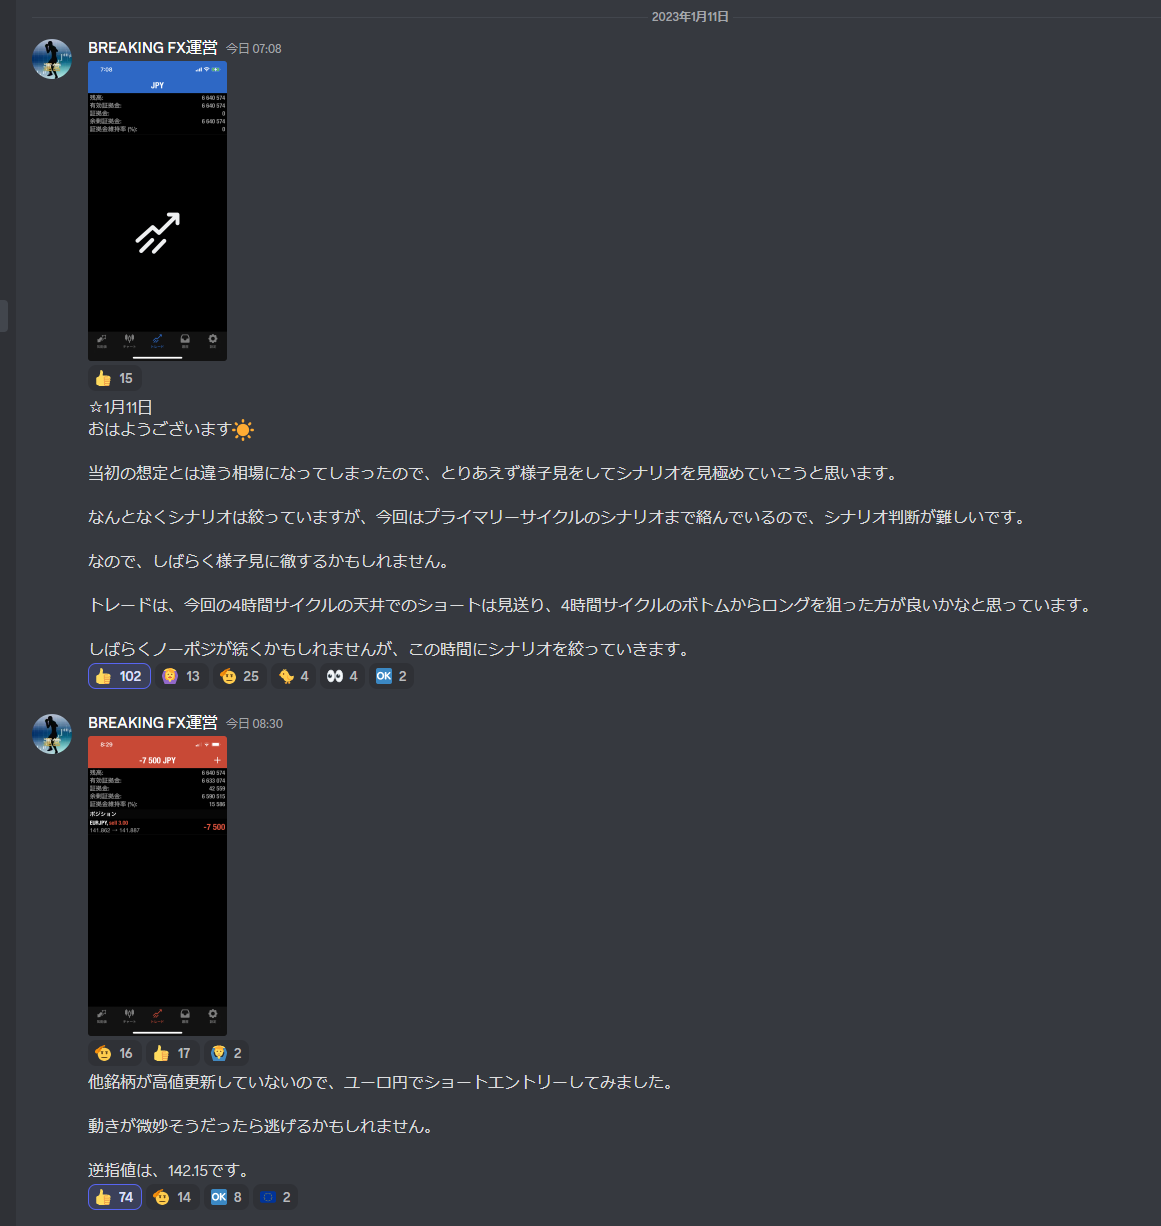 2023年1月11日
BREAKING FX運営 今日 07:08
7:08
JPY
残高: 6 640 574
有効証拠金: 6 640 574
証拠金: 0
余剰証拠金: 6 640 574
証拠金維持率 (%): 0
チャート
トレード
👍 15
☆1月11日
おはようございます☀
当初の想定とは違う相場になってしまったので、とりあえず様子見をしてシナリオを見極めていこうと思います。
なんとなくシナリオは絞っていますが、今回はプライマリーサイクルのシナリオまで絡んでいるので、シナリオ判断が難しいです。
なので、しばらく様子見に徹するかもしれません。
トレードは、今回の4時間サイクルの天井でのショートは見送り、4時間サイクルのボトムからロングを狙った方が良いかなと思っています。
しばらくノーポジが続くかもしれませんが、この時間にシナリオを絞っていきます。
102 13 25 4 4 OK 2
BREAKING FX運営 今日 08:30
8:29
-7 500 JPY
残高: 6 640 574
有効証拠金: 6 633 074
証拠金: 42 559
余剰証拠金: 6 590 515
証拠金維持率 (%): 15 586
ポジション
EURJPY, sell 3.00
141.862 → 141.887 -7 500
チャート
トレード
16 17 2
他銘柄が高値更新していないので、ユーロ円でショートエントリーしてみました。
動きが微妙そうだったら逃げるかもしれません。
逆指値は、142.15です。
74 14 OK 8 2